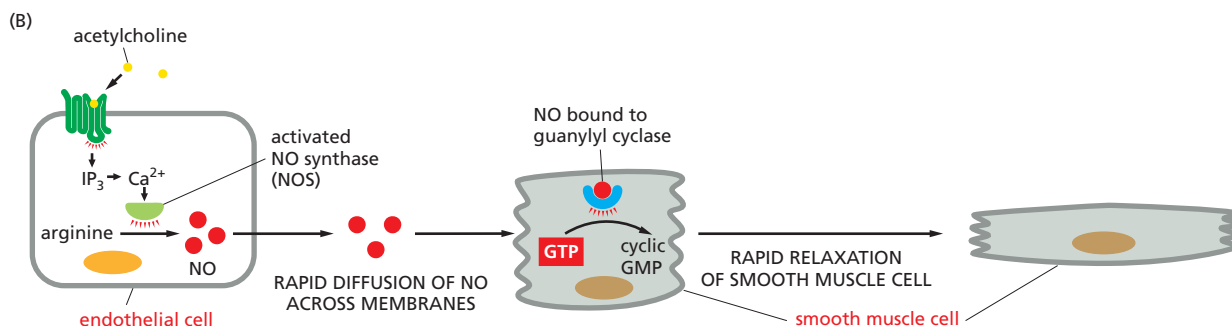 (B)
acetylcholine
activated
NO synthase
(NOS)
IP₃
Ca²⁺
arginine
NO
endothelial cell
RAPID DIFFUSION OF NO
ACROSS MEMBRANES
NO bound to
guanylyl cyclase
GTP
cyclic
GMP
RAPID RELAXATION
OF SMOOTH MUSCLE CELL
smooth muscle cell